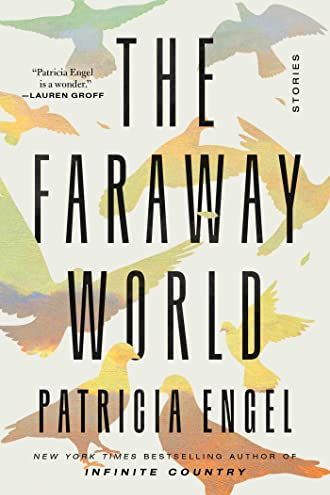 THE
FARAWAY
WORLD
STORIES
“Patricia Engel
is a wonder.”
—LAUREN GROFF
PATRICIA ENGEL
NEW YORK TIMES BESTSELLING AUTHOR OF
INFINITE COUNTRY